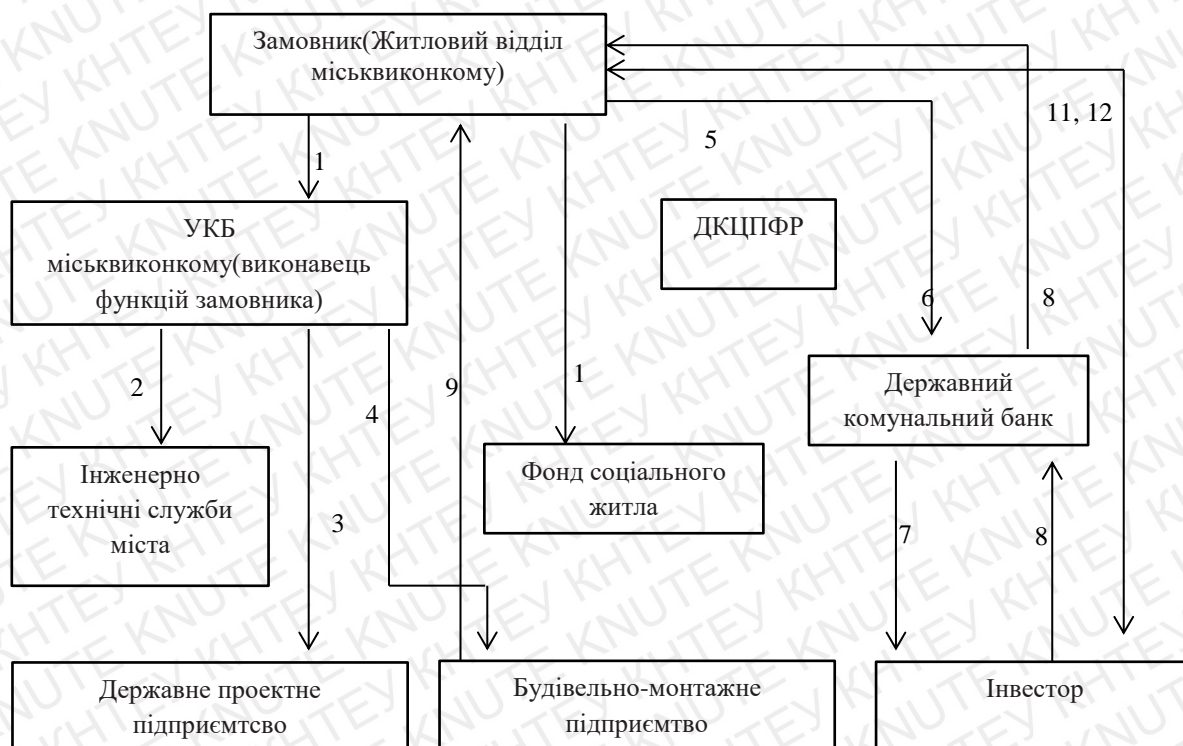 Замовник(Житловий відділ
міськвиконкому)
11, 12
5
1
УКБ
міськвиконкому(виконавець
функцій замовника)
ДКЦПФР
6
8
2
4
9
1
Державний
комунальний банк
Інженерно
технічні служби
міста
Фонд соціального
житла
3
7
8
Державне проектне
підприємтсво
Будівельно-монтажне
підприємтво
Інвестор